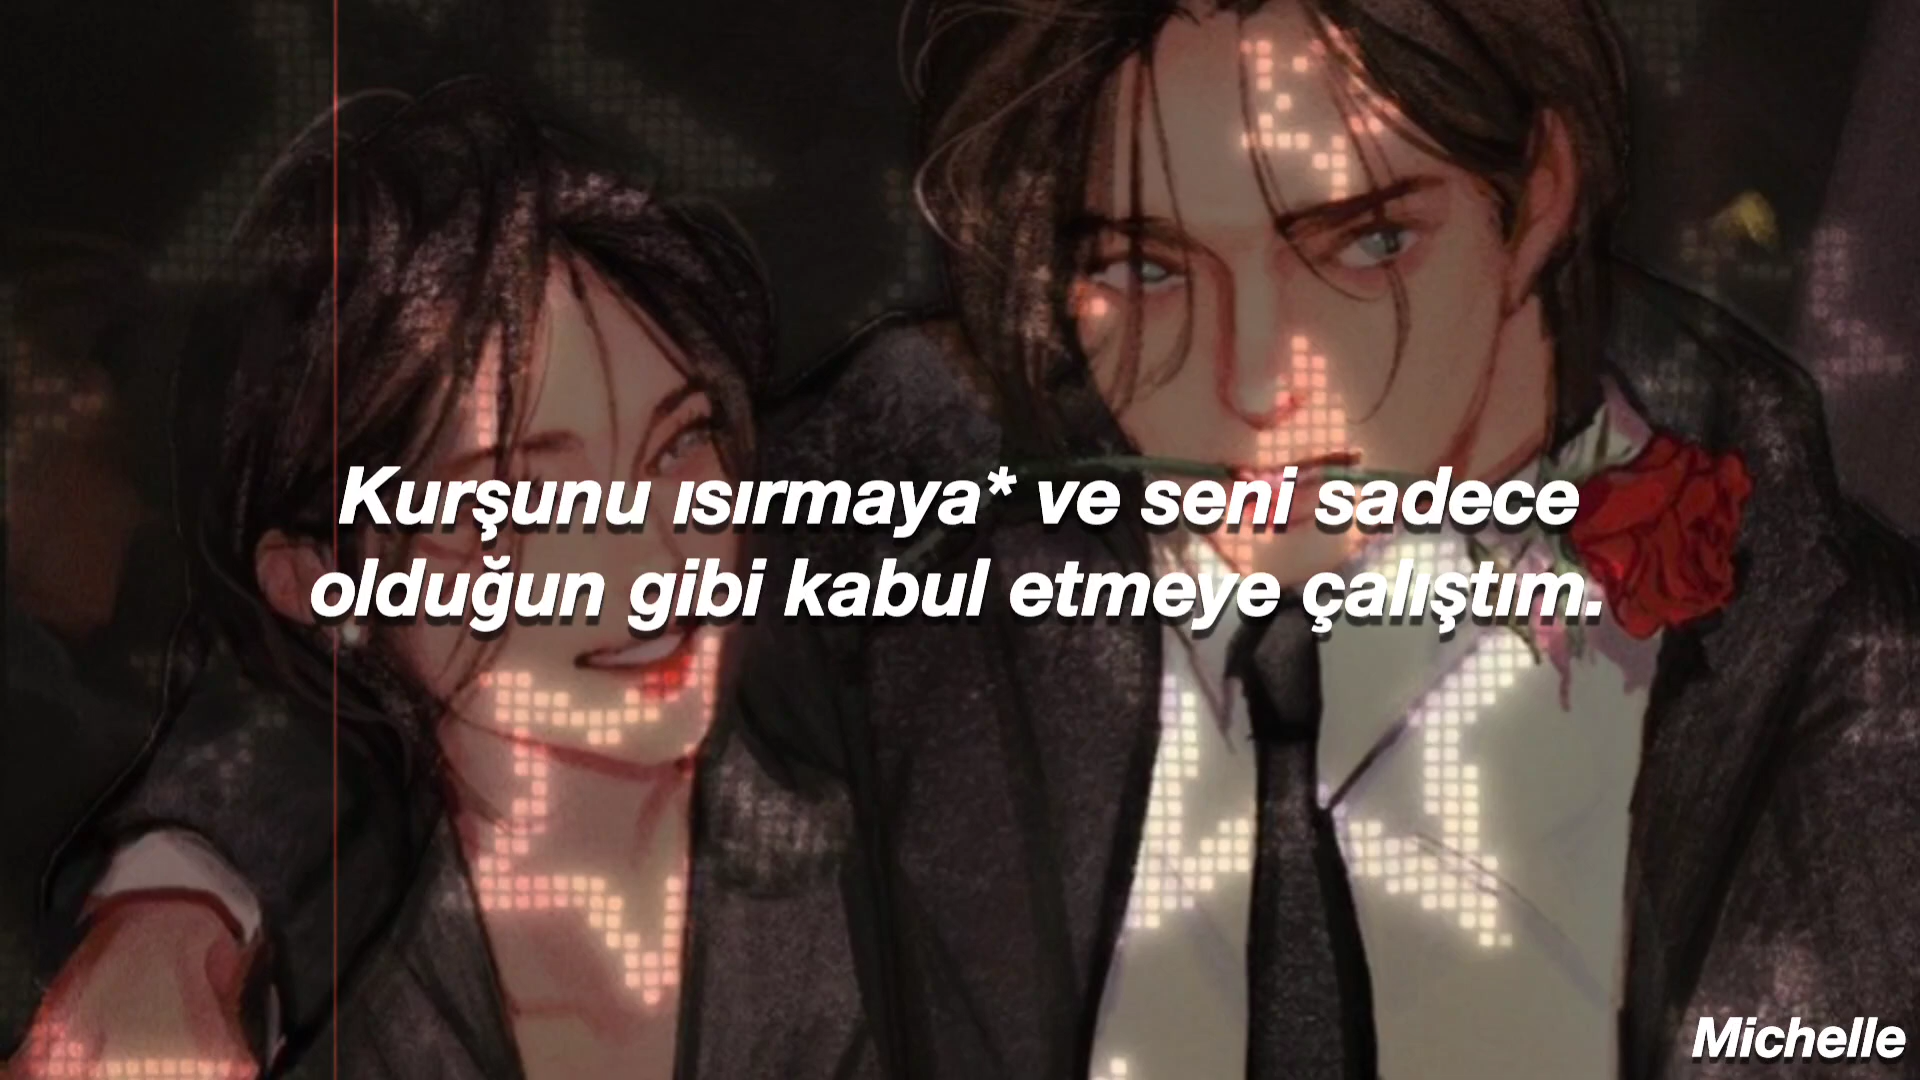 Kurşunu ısırmaya* ve seni sadece
olduğun gibi kabul etmeye çalıştım.
Michelle